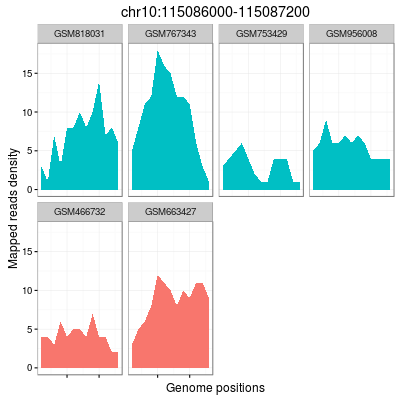 chr10:115086000-115087200
GSM818031 GSM767343 GSM753429 GSM956008
15
10
5
0
GSM466732 GSM663427
15
10
5
0
Mapped reads density
Genome positions